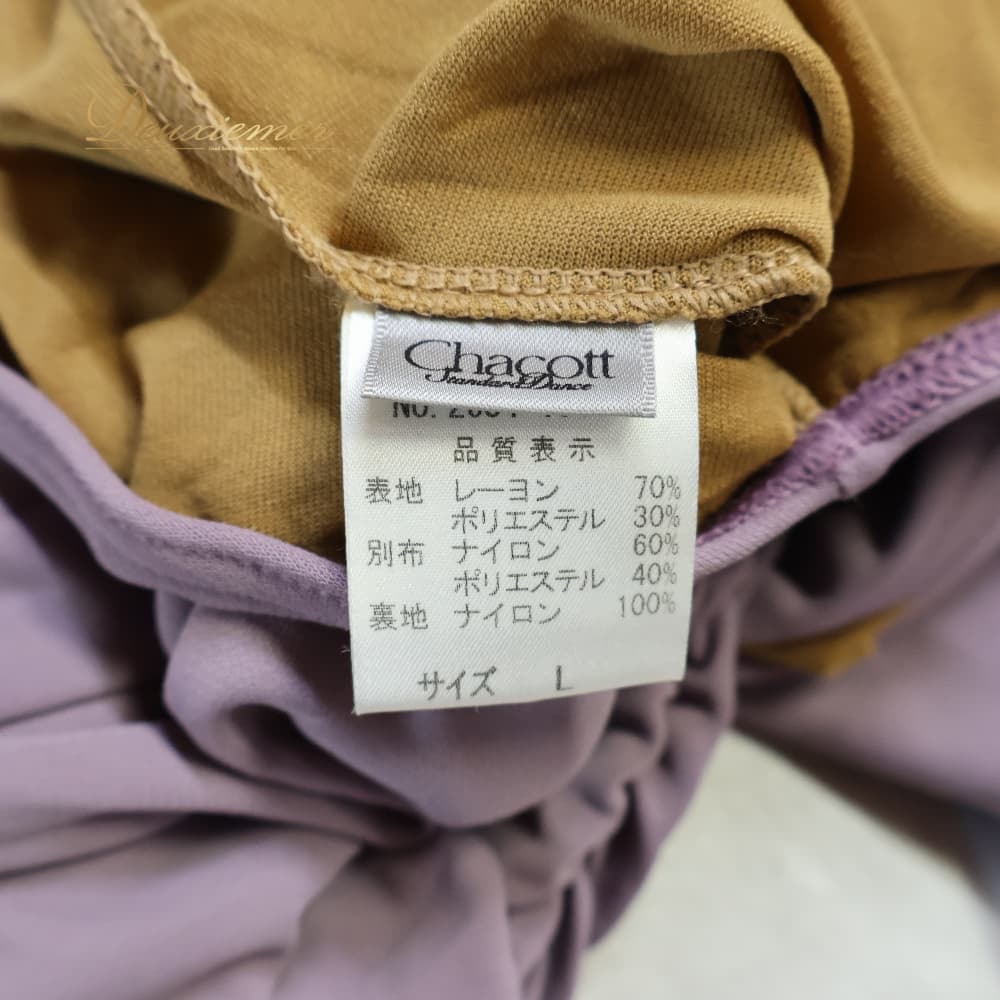 Deuxiemer
Chacott
Standard Dance
品質表示
表地 レーヨン 70%
ポリエステル 30%
別布 ナイロン 60%
ポリエステル 40%
裏地 ナイロン 100%
サイズ L